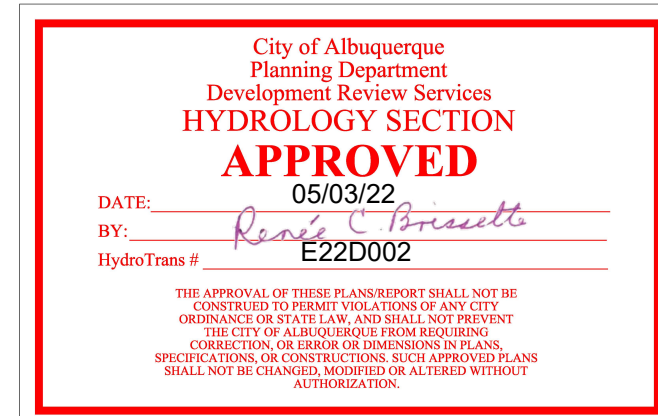 City of Albuquerque
Planning Department
Development Review Services
HYDROLOGY SECTION
APPROVED
DATE: 05/03/22
BY: Renée C. Brissette
HydroTrans # E22D002
THE APPROVAL OF THESE PLANS/REPORT SHALL NOT BE
CONSTRUED TO PERMIT VIOLATIONS OF ANY CITY
ORDINANCE OR STATE LAW, AND SHALL NOT PREVENT
THE CITY OF ALBUQUERQUE FROM REQUIRING
CORRECTION, OR ERROR OR DIMENSIONS IN PLANS,
SPECIFICATIONS, OR CONSTRUCTIONS. SUCH APPROVED PLANS
SHALL NOT BE CHANGED, MODIFIED OR ALTERED WITHOUT
AUTHORIZATION.